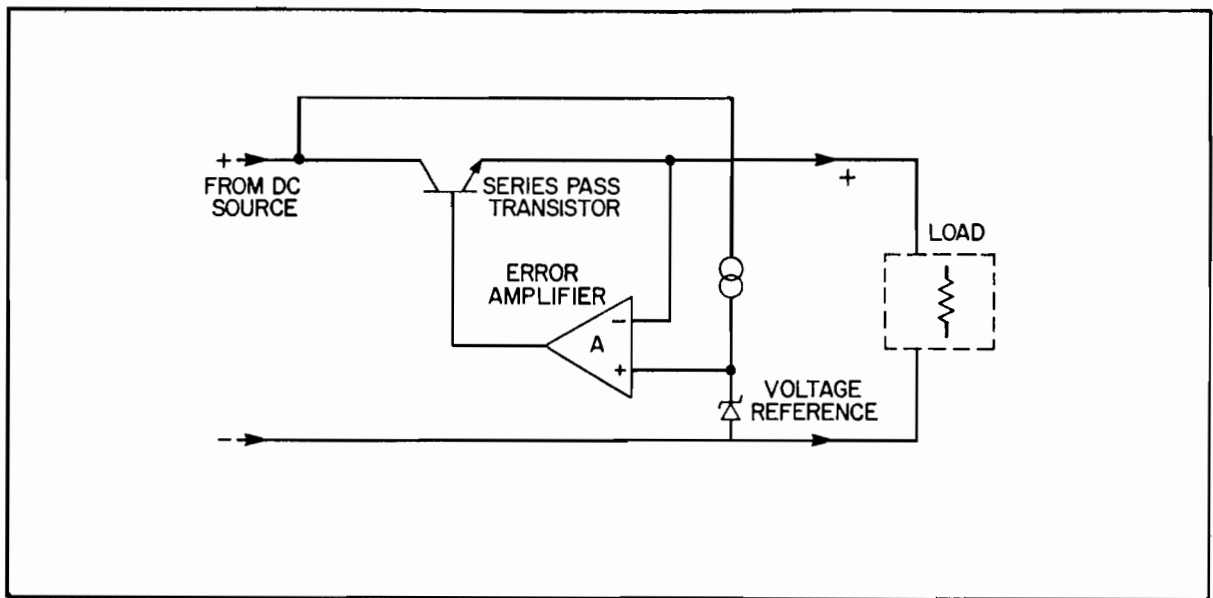 +
FROM DC
SOURCE
SERIES PASS
TRANSISTOR
+
LOAD
ERROR
AMPLIFIER
−
A
+
VOLTAGE
REFERENCE
−